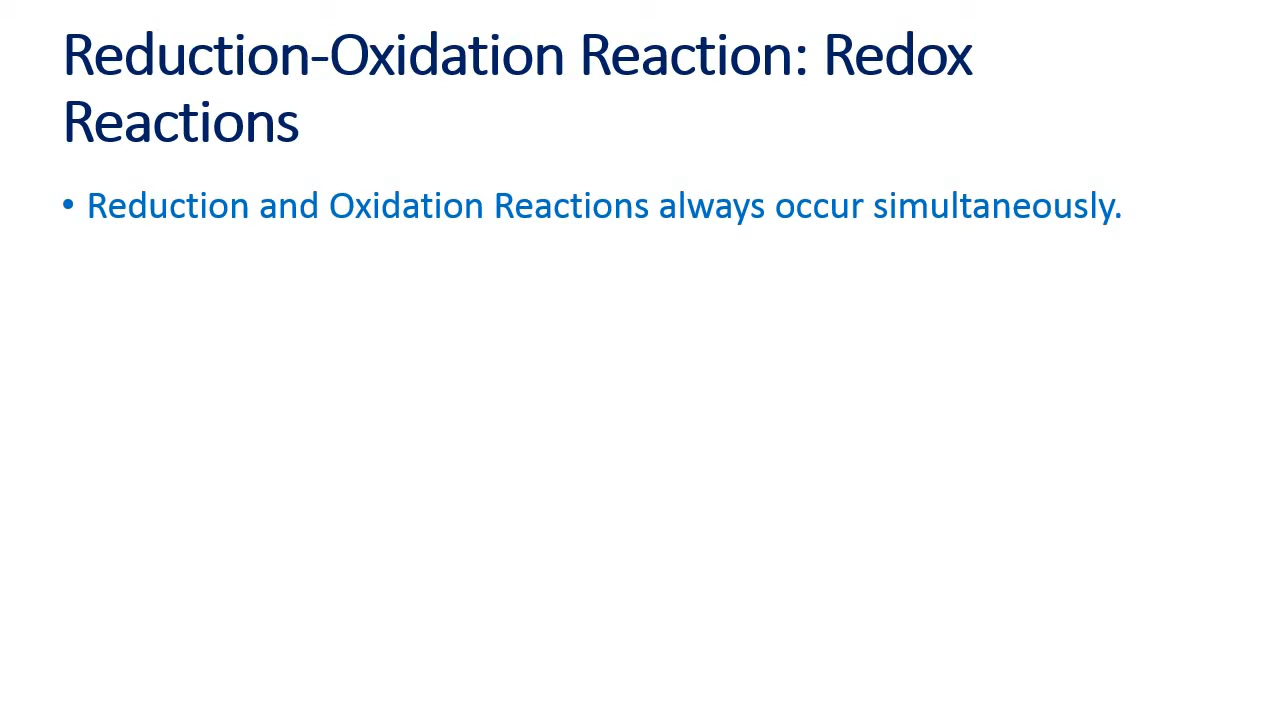 Reduction-Oxidation Reaction: Redox
Reactions
• Reduction and Oxidation Reactions always occur simultaneously.